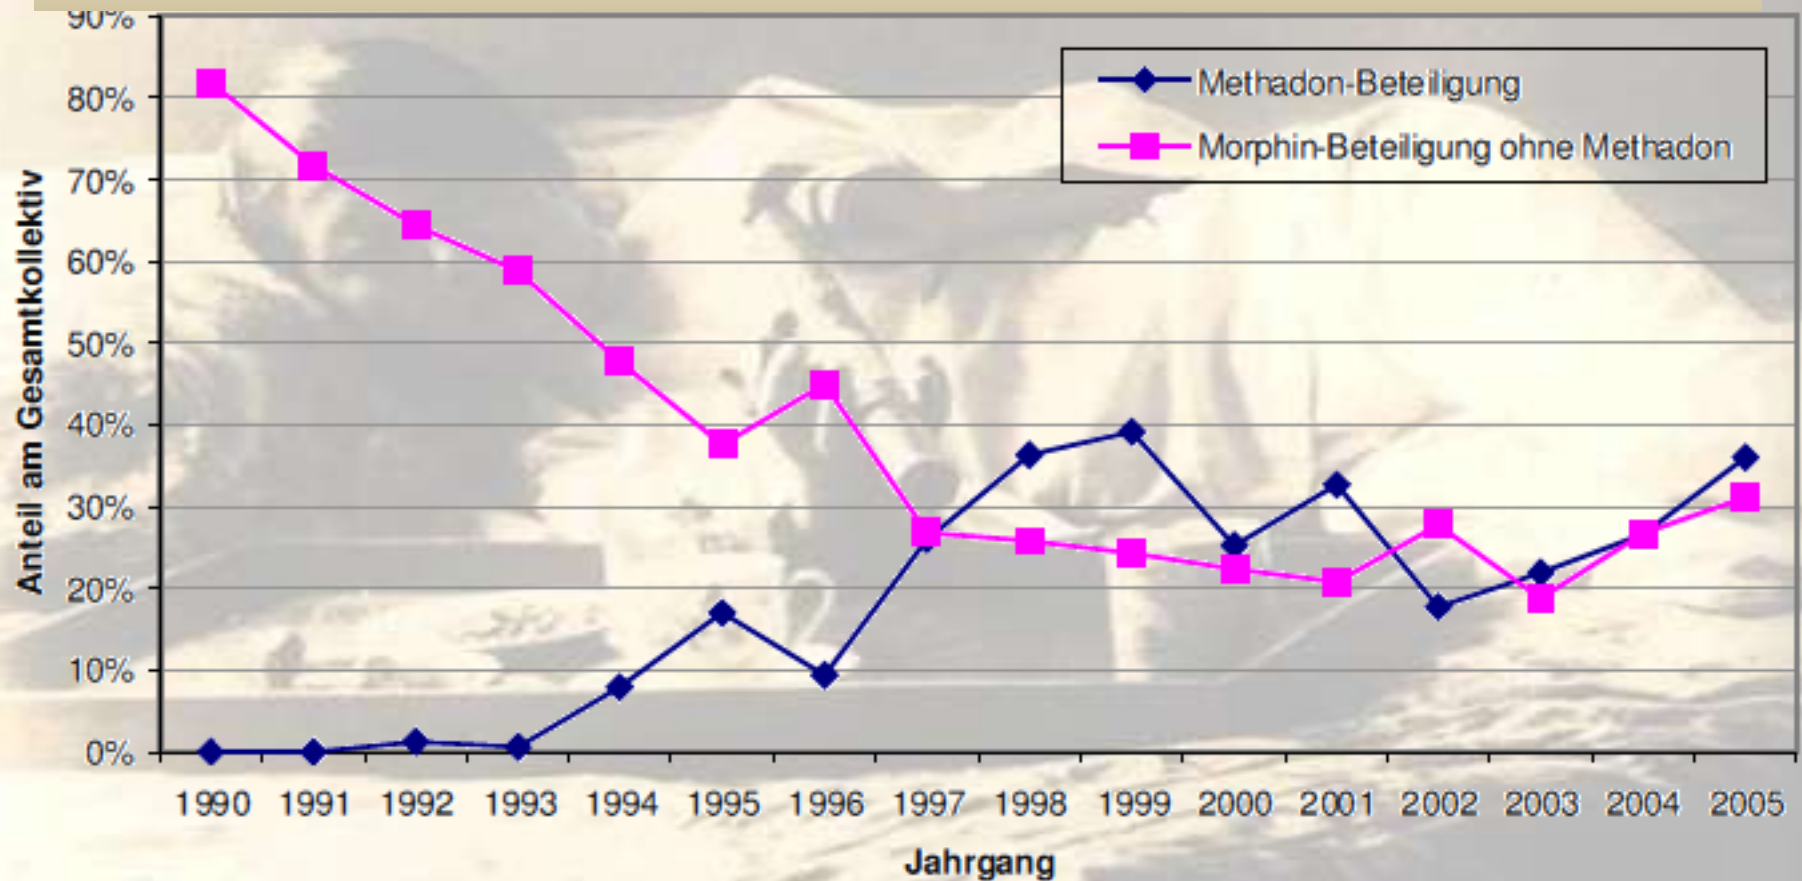 90%
80%
70%
60%
50%
40%
30%
20%
10%
0%
Anteil am Gesamtkollektiv
Methadon-Beteiligung
Morphin-Beteiligung ohne Methadon
1990 1991 1992 1993 1994 1995 1996 1997 1998 1999 2000 2001 2002 2003 2004 2005
Jahrgang